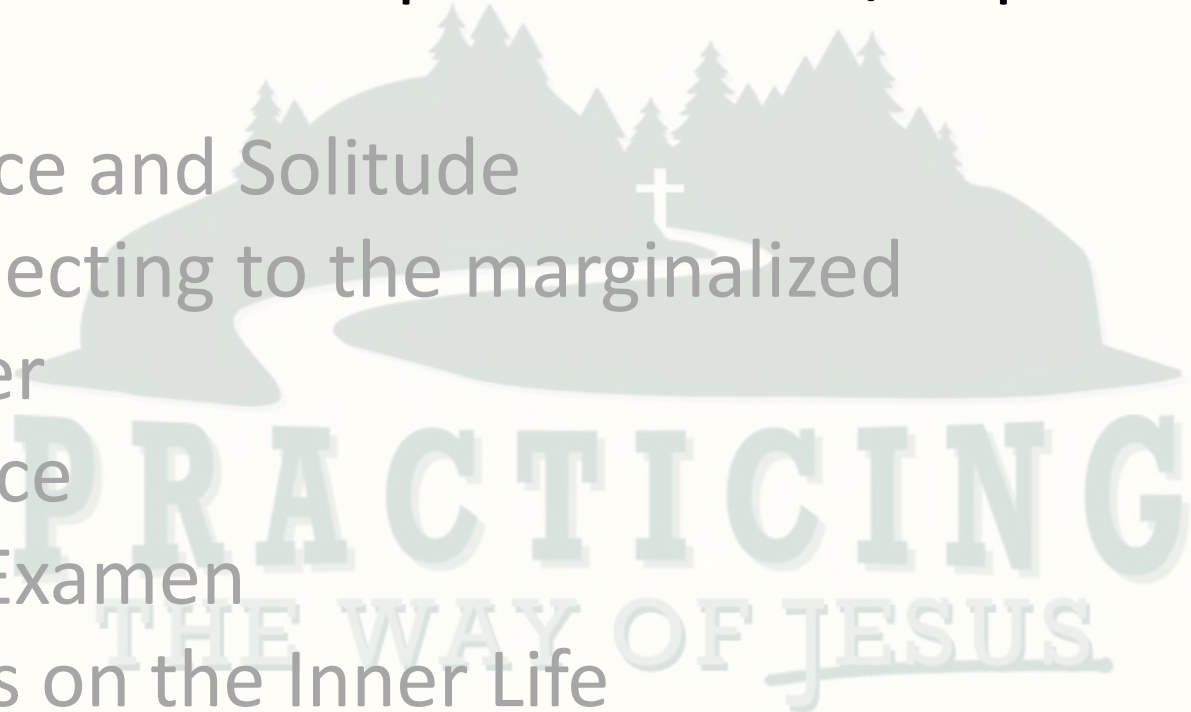 ce and Solitude
ecting to the marginalized
er
ce
Examen
s on the Inner Life
PRACTICING
THE WAY OF JESUS